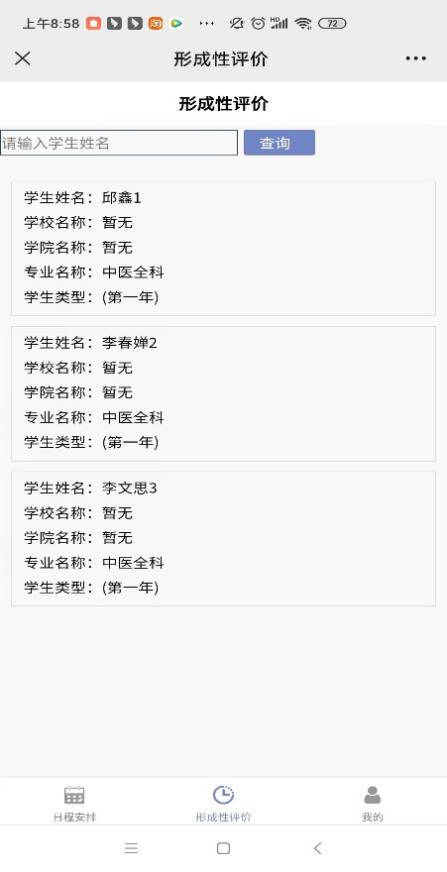 上午8:58 ... HD 72
形成性评价
形成性评价
请输入学生姓名 查询
学生姓名：邱鑫1
学校名称：暂无
学院名称：暂无
专业名称：中医全科
学生类型：(第一年)
学生姓名：李春婵2
学校名称：暂无
学院名称：暂无
专业名称：中医全科
学生类型：(第一年)
学生姓名：李文思3
学校名称：暂无
学院名称：暂无
专业名称：中医全科
学生类型：(第一年)
日程安排 形成性评价 我的